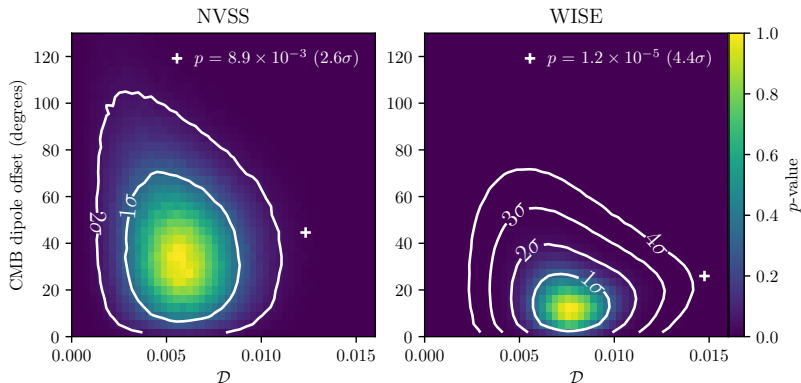 NVSS
WISE
CMB dipole offset (degrees)
120
100
80
60
40
20
0
0.000
0.005
0.010
0.015
𝒟
+ p = 8.9 × 10⁻³ (2.6σ)
1σ
2σ
0.000
0.005
0.010
0.015
𝒟
+ p = 1.2 × 10⁻⁵ (4.4σ)
1σ
2σ
3σ
4σ
1.0
0.8
0.6
0.4
0.2
0.0
p-value